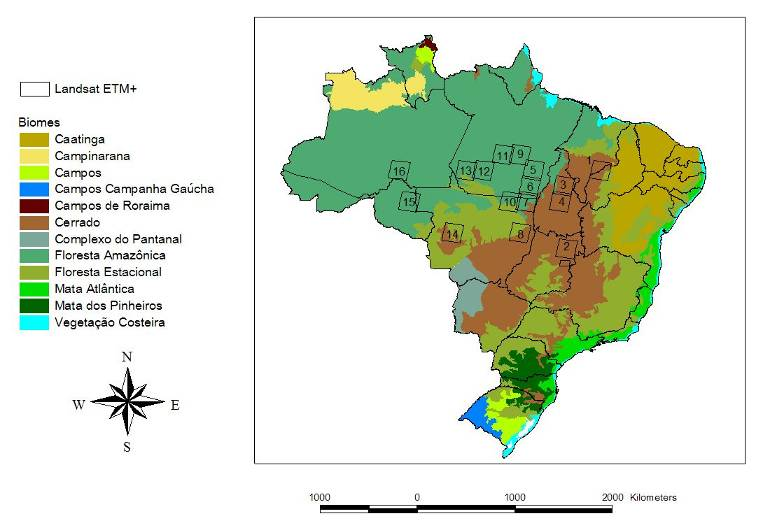 Landsat ETM+
Biomes
Caatinga
Campinarana
Campos
Campos Campanha Gaúcha
Campos de Roraima
Cerrado
Complexo do Pantanal
Floresta Amazônica
Floresta Estacional
Mata Atlântica
Mata dos Pinheiros
Vegetação Costeira
N
W E
S
11 9
16 13 12 5 1
6 3
15 10 7 4
14 8
2
1000 0 1000 2000 Kilometers